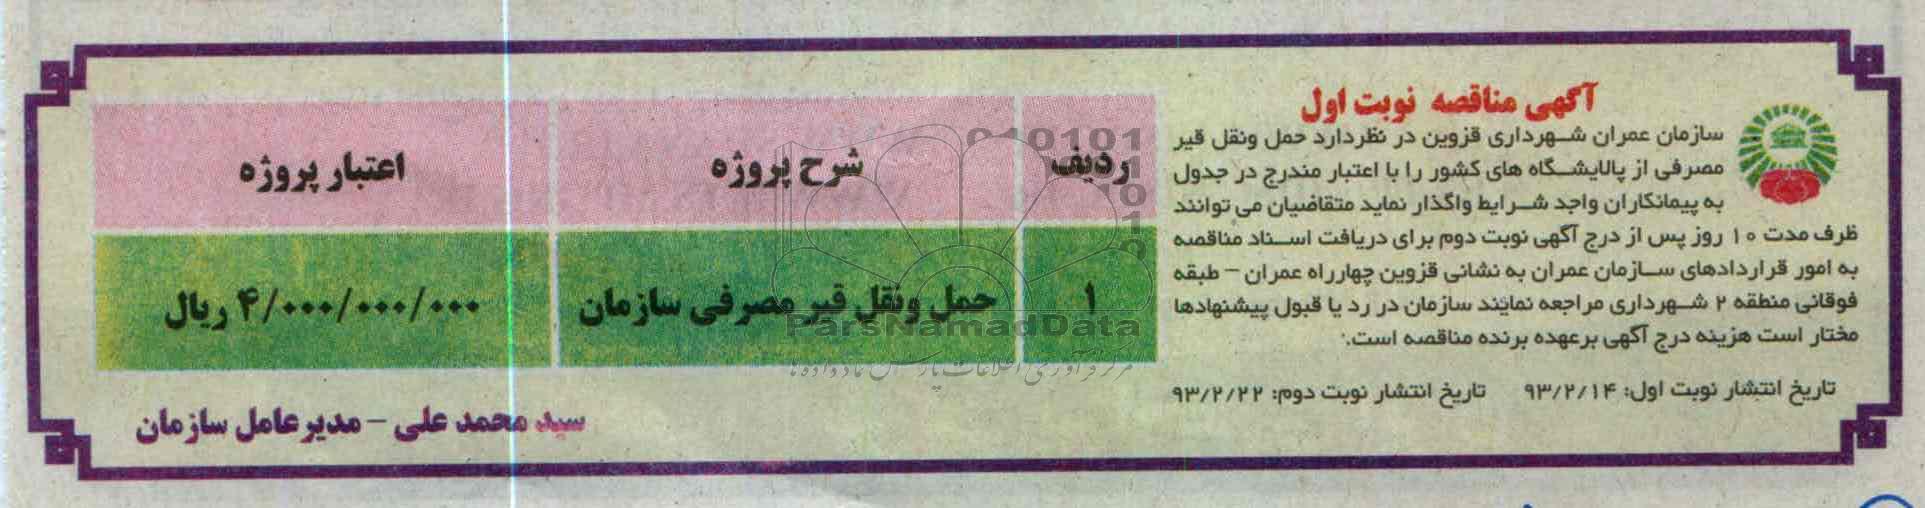 آگهی مناقصه نوبت اول
سازمان عمران شهرداری قزوین در نظردارد حمل ونقل قیر
مصرفی از پالایشگاه های کشور را با اعتبار مندرج در جدول
به پیمانکاران واجد شرایط واگذار نماید متقاضیان می توانند
ظرف مدت ۱۰ روز پس از درج آگهی نوبت دوم برای دریافت اسناد مناقصه
به امور قراردادهای سازمان عمران به نشانی قزوین چهارراه عمران – طبقه
فوقانی منطقه ۲ شهرداری مراجعه نمائند سازمان در رد یا قبول پیشنهادها
مختار است هزینه درج آگهی برعهده برنده مناقصه است.
تاریخ انتشار نوبت اول: ۹۳/۲/۱۴ تاریخ انتشار نوبت دوم: ۹۳/۲/۲۲
ردیف شرح پروژه اعتبار پروژه
۱ حمل ونقل قیر مصرفی سازمان ۴/۰۰۰/۰۰۰/۰۰۰ ریال
سید محمد علی – مدیرعامل سازمان
ParsNamadData